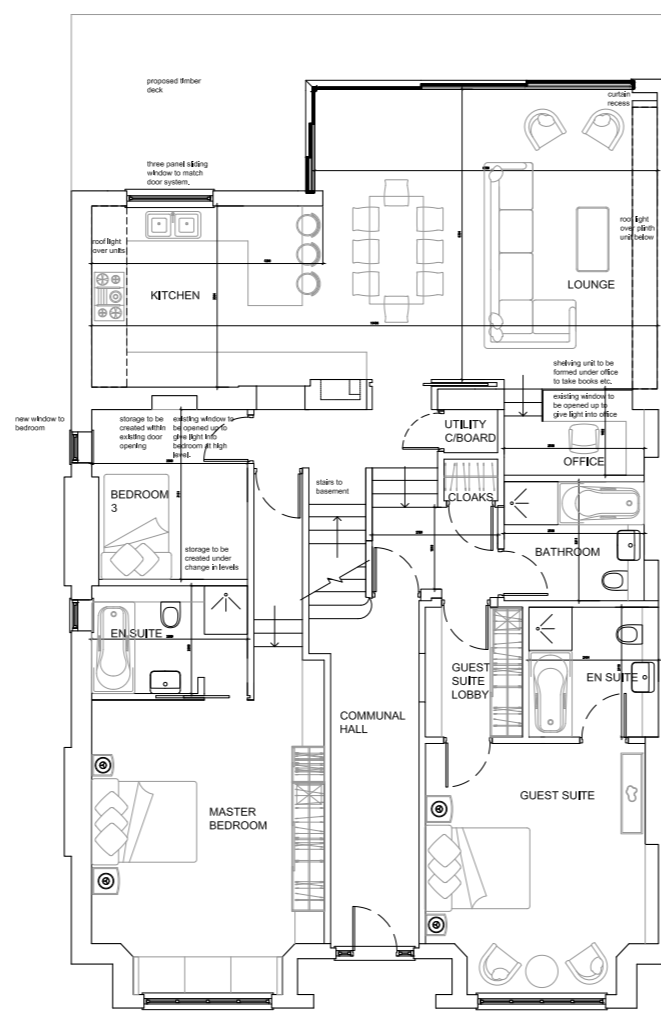 proposed timber
deck
curtain
recess
three panel sliding
window to match
door system.
roof light
over units
roof light
over plinth
unit below
KITCHEN
LOUNGE
shelving unit to be
formed under office
to take books etc.
existing window to
be opened up to
give light into office
new window to
bedroom
storage to be
created within
existing door
opening
existing window to
be opened up to
give light into
bedroom at high
level.
UTILITY
C/BOARD
OFFICE
stairs to
basement
CLOAKS
BEDROOM
3
BATHROOM
storage to be
created under
change in levels
EN SUITE
GUEST
SUITE
LOBBY
EN SUITE
COMMUNAL
HALL
GUEST SUITE
MASTER
BEDROOM